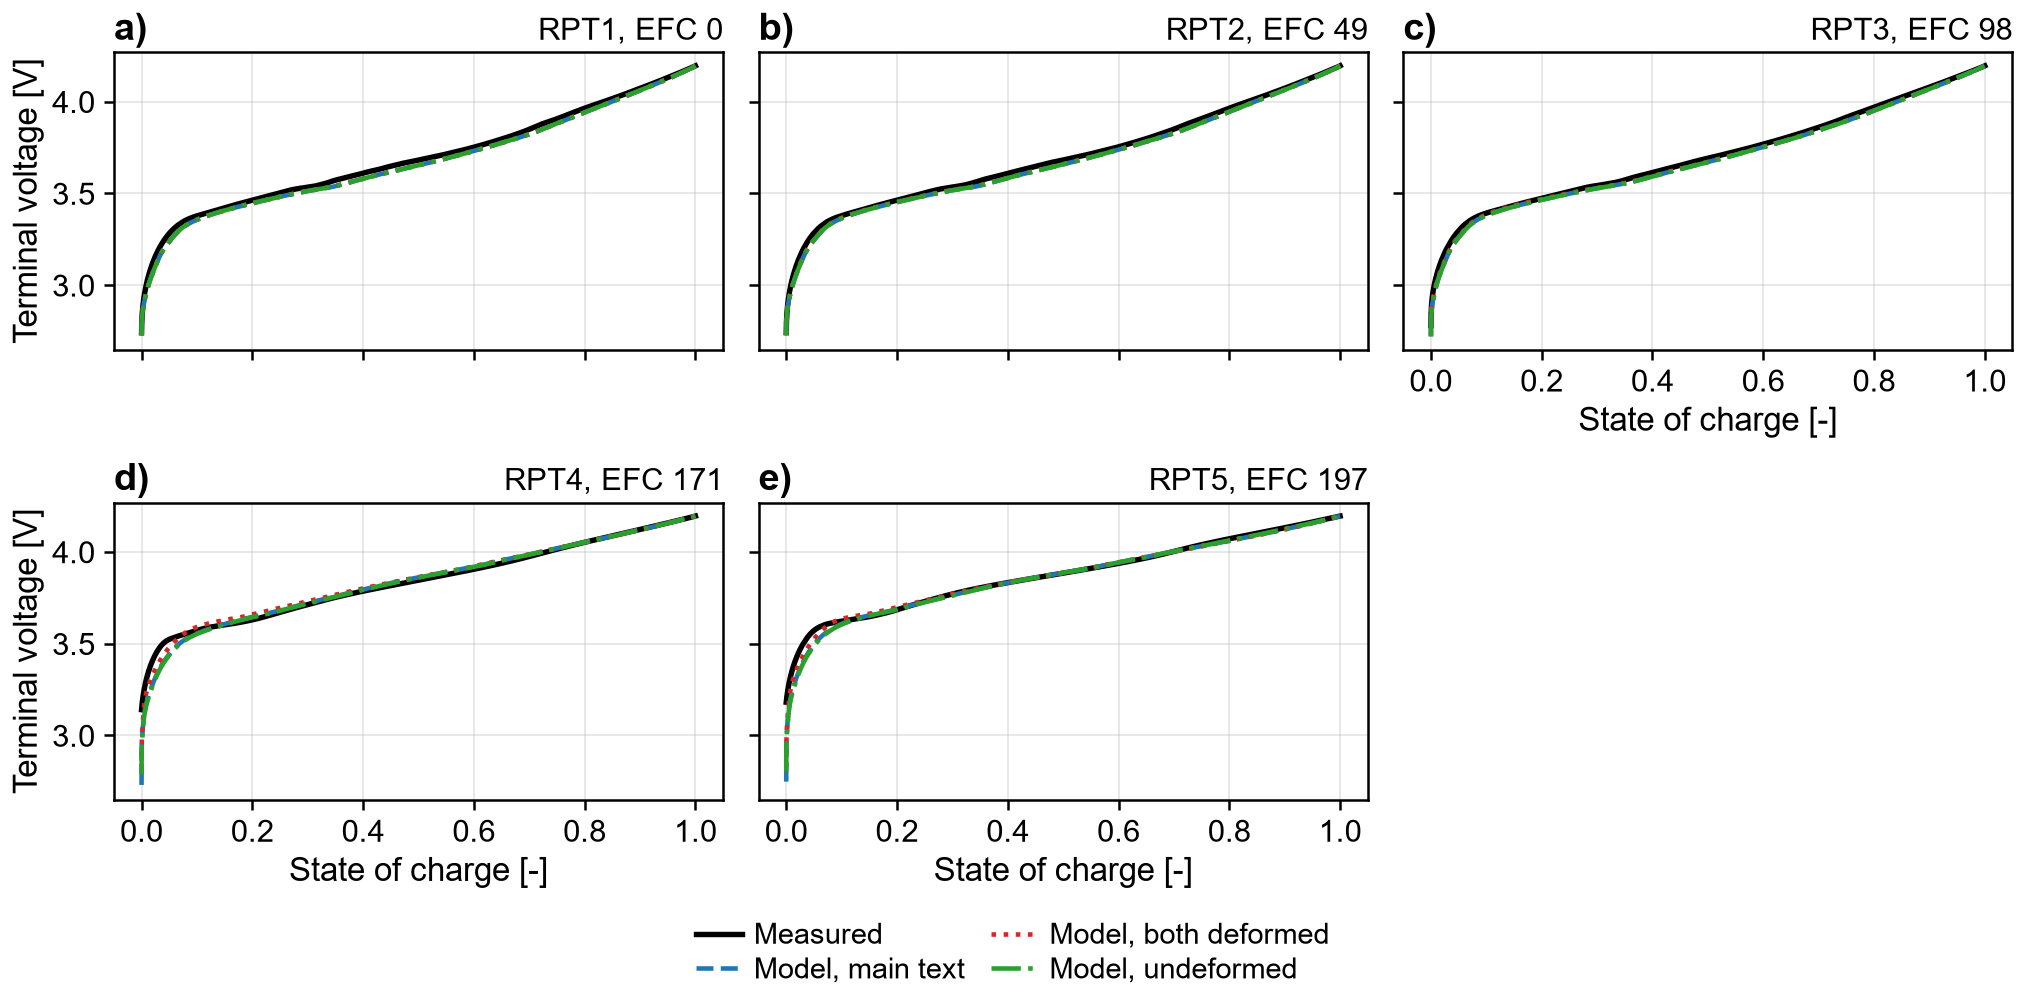 a) RPT1, EFC 0
b) RPT2, EFC 49
c) RPT3, EFC 98
Terminal voltage [V]
4.0
3.5
3.0
0.0 0.2 0.4 0.6 0.8 1.0
State of charge [-]
d) RPT4, EFC 171
e) RPT5, EFC 197
Terminal voltage [V]
4.0
3.5
3.0
0.0 0.2 0.4 0.6 0.8 1.0
0.0 0.2 0.4 0.6 0.8 1.0
State of charge [-]
State of charge [-]
Measured
Model, main text
Model, both deformed
Model, undeformed